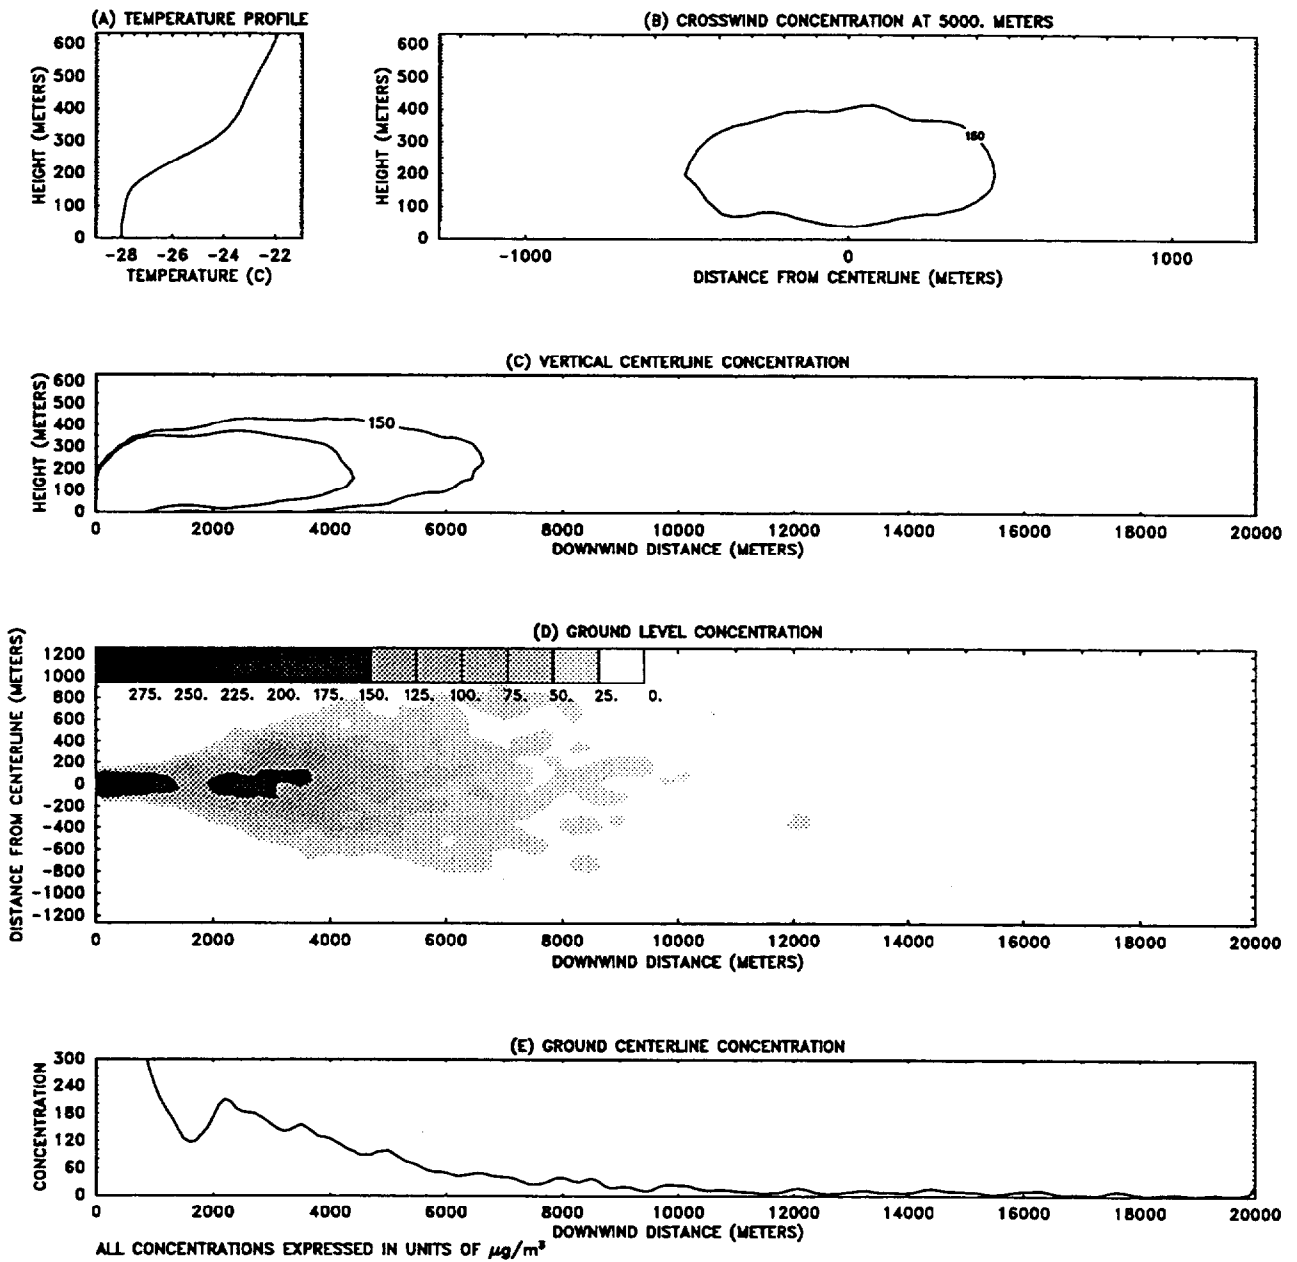 (A) TEMPERATURE PROFILE
600
500
400
300
200
100
0
HEIGHT (METERS)
-28 -26 -24 -22
TEMPERATURE (C)
(B) CROSSWIND CONCENTRATION AT 5000. METERS
600
500
400
300
200
100
0
HEIGHT (METERS)
150
-1000 0 1000
DISTANCE FROM CENTERLINE (METERS)
(C) VERTICAL CENTERLINE CONCENTRATION
600
500
400
300
200
100
0
HEIGHT (METERS)
150
0 2000 4000 6000 8000 10000 12000 14000 16000 18000 20000
DOWNWIND DISTANCE (METERS)
(D) GROUND LEVEL CONCENTRATION
1200
1000
800
600
400
200
0
-200
-400
-600
-800
-1000
-1200
DISTANCE FROM CENTERLINE (METERS)
275. 250. 225. 200. 175. 150. 125. 100. 75. 50. 25. 0.
0 2000 4000 6000 8000 10000 12000 14000 16000 18000 20000
DOWNWIND DISTANCE (METERS)
(E) GROUND CENTERLINE CONCENTRATION
300
240
180
120
60
0
CONCENTRATION
0 2000 4000 6000 8000 10000 12000 14000 16000 18000 20000
DOWNWIND DISTANCE (METERS)
ALL CONCENTRATIONS EXPRESSED IN UNITS OF μg/m³